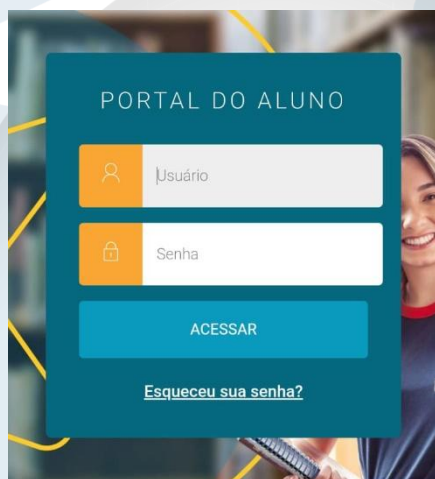 PORTAL DO ALUNO
Usuário
Senha
ACESSAR
Esqueceu sua senha?